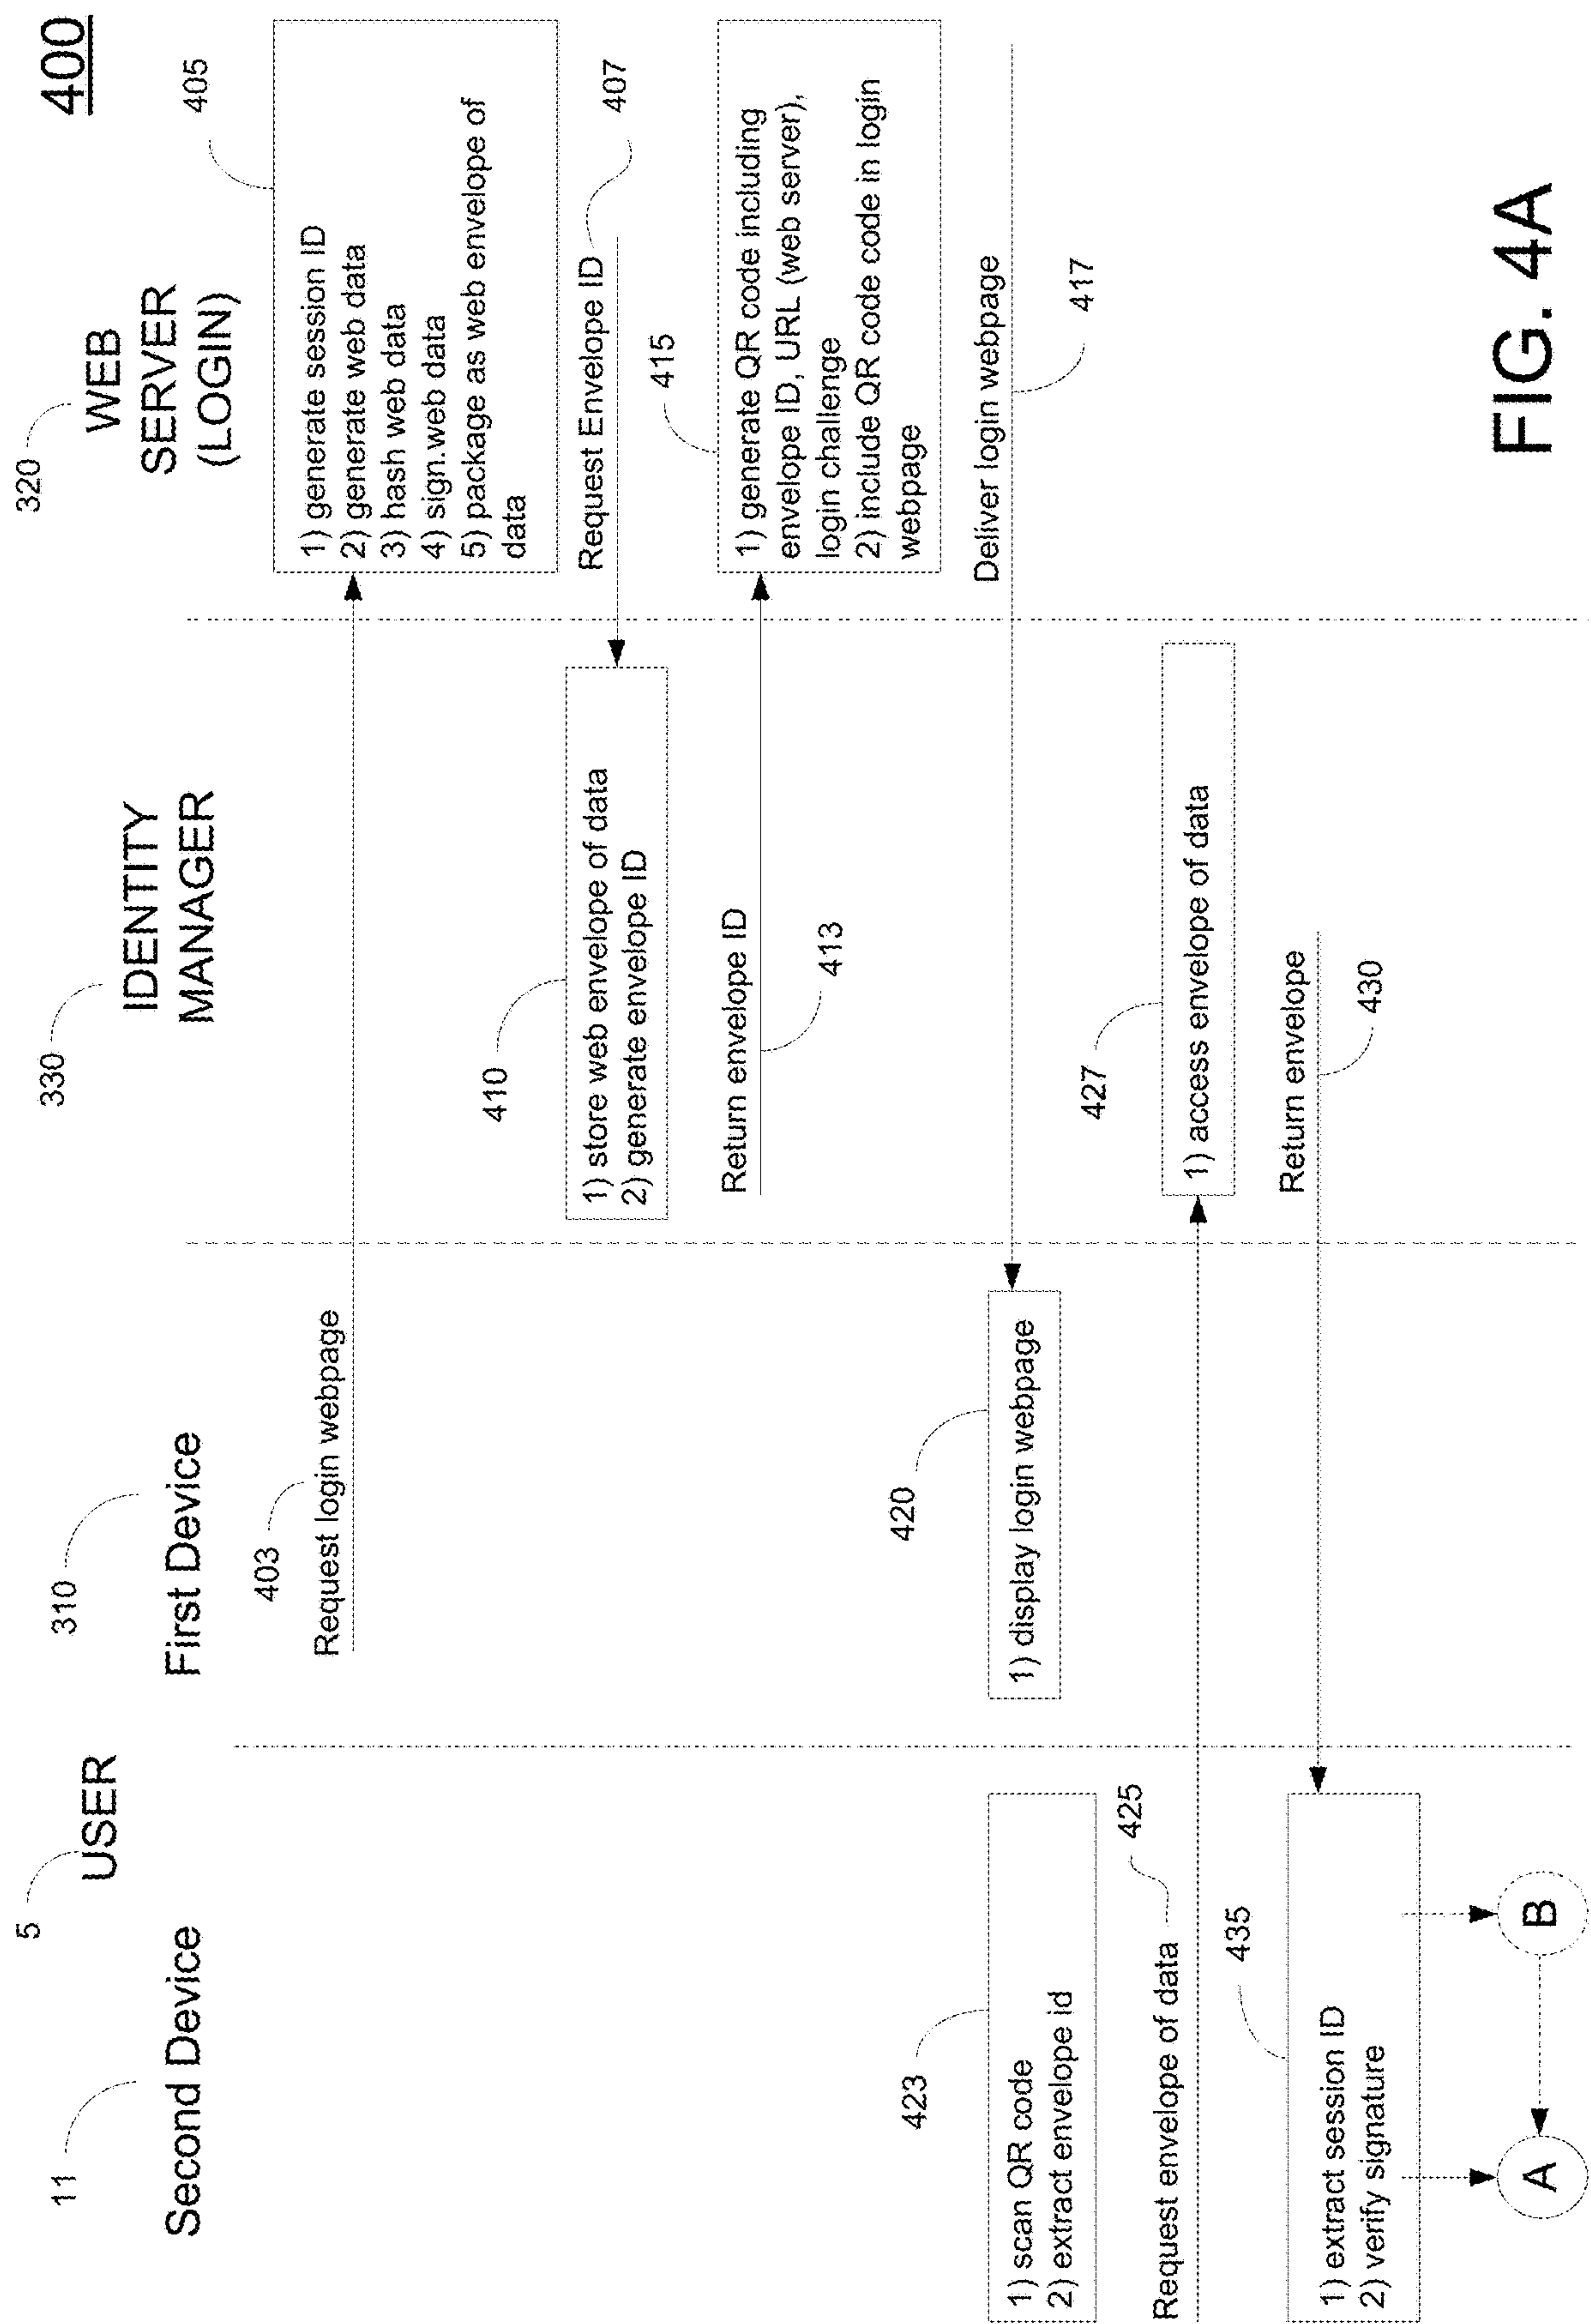 400
5
USER
11
Second Device
310
First Device
330
IDENTITY
MANAGER
320
WEB
SERVER
(LOGIN)
403
Request login webpage
405
1) generate session ID
2) generate web data
3) hash web data
4) sign.web data
5) package as web envelope of
data
Request Envelope ID
407
410
1) store web envelope of data
2) generate envelope ID
Return envelope ID
413
415
1) generate QR code including
envelope ID, URL (web server),
login challenge
2) include QR code code in login
webpage
Deliver login webpage
417
420
1) display login webpage
423
1) scan QR code
2) extract envelope id
Request envelope of data
425
427
1) access envelope of data
Return envelope
430
435
1) extract session ID
2) verify signature
A
B
FIG. 4A